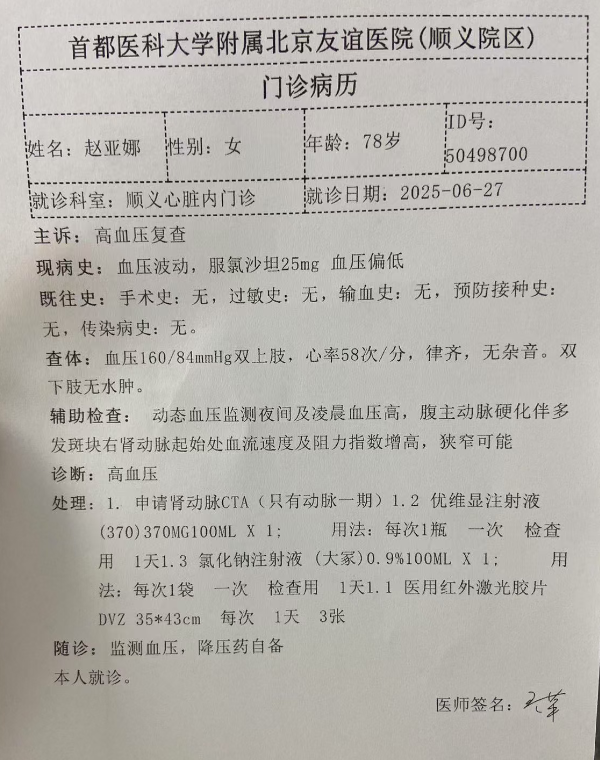 首都医科大学附属北京友谊医院(顺义院区)
门诊病历
姓名：赵亚娜 性别：女 年龄：78岁 ID号：50498700
就诊科室：顺义心脏内门诊 就诊日期：2025-06-27
主诉：高血压复查
现病史：血压波动，服氯沙坦25mg 血压偏低
既往史：手术史：无，过敏史：无，输血史：无，预防接种史：
无，传染病史：无。
查体：血压160/84mmHg双上肢，心率58次/分，律齐，无杂音。双
下肢无水肿。
辅助检查： 动态血压监测夜间及凌晨血压高，腹主动脉硬化伴多
发斑块右肾动脉起始处血流速度及阻力指数增高，狭窄可能
诊断：高血压
处理：1. 申请肾动脉CTA（只有动脉一期）1.2 优维显注射液
(370)370MG100ML X 1; 用法：每次1瓶 一次 检查
用 1天1.3 氯化钠注射液 (大冢)0.9%100ML X 1; 用
法：每次1袋 一次 检查用 1天1.1 医用红外激光胶片
DVZ 35*43cm 每次 1天 3张
随诊：监测血压，降压药自备
本人就诊。
医师签名：